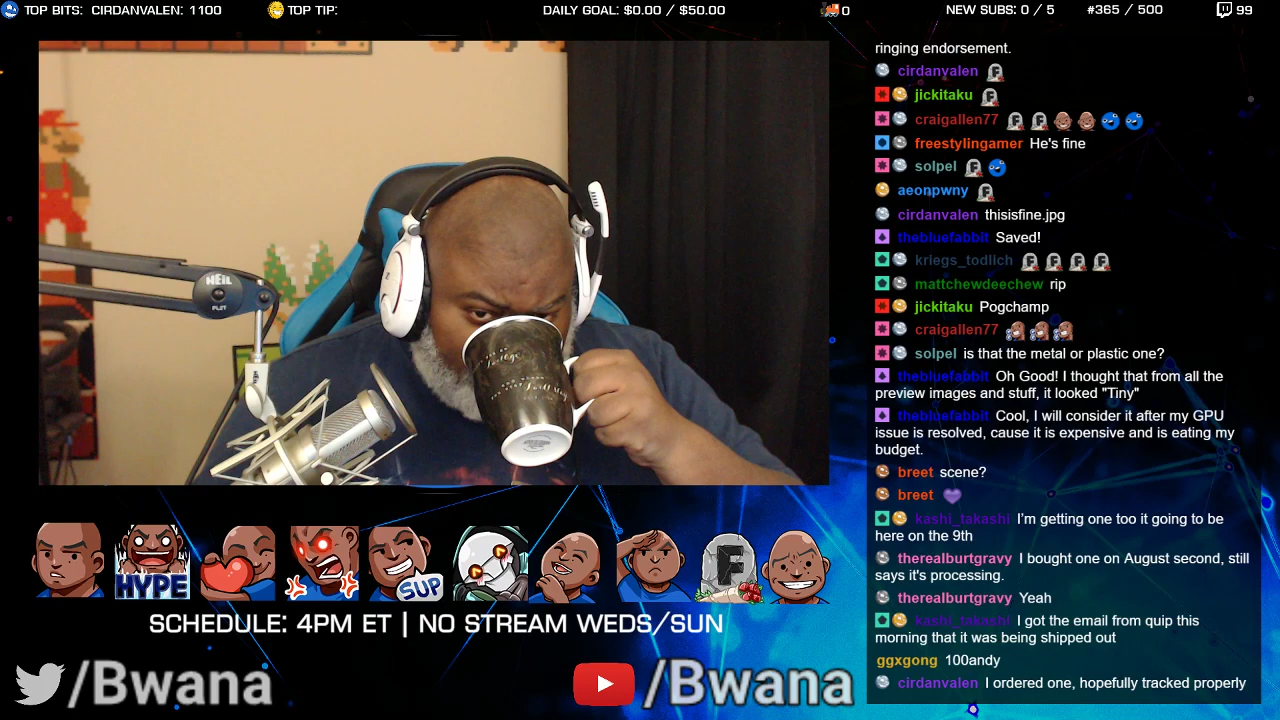 TOP BITS: CIRDANVALEN: 1100
TOP TIP:
DAILY GOAL: $0.00 / $50.00
0
NEW SUBS: 0 / 5
#365 / 500
99
HEIL
ringing endorsement.
cirdanvalen F
jickitaku F
craigallen77 F F
freestylingamer He's fine
solpel F
aeonpwny F
cirdanvalen thisisfine.jpg
thebluefabbit Saved!
kriegs_todlich F F F F
mattchewdeechew rip
jickitaku Pogchamp
craigallen77
solpel is that the metal or plastic one?
thebluefabbit Oh Good! I thought that from all the
preview images and stuff, it looked "Tiny"
thebluefabbit Cool, I will consider it after my GPU
issue is resolved, cause it is expensive and is eating my
budget.
breet scene?
breet
kashi_takashi I'm getting one too it going to be
here on the 9th
therealburtgravy I bought one on August second, still
says it's processing.
therealburtgravy Yeah
kashi_takashi I got the email from quip this
morning that it was being shipped out
ggxgong 100andy
cirdanvalen I ordered one, hopefully tracked properly
HYPE
SUP
F
SCHEDULE: 4PM ET | NO STREAM WEDS/SUN
/Bwana
/Bwana